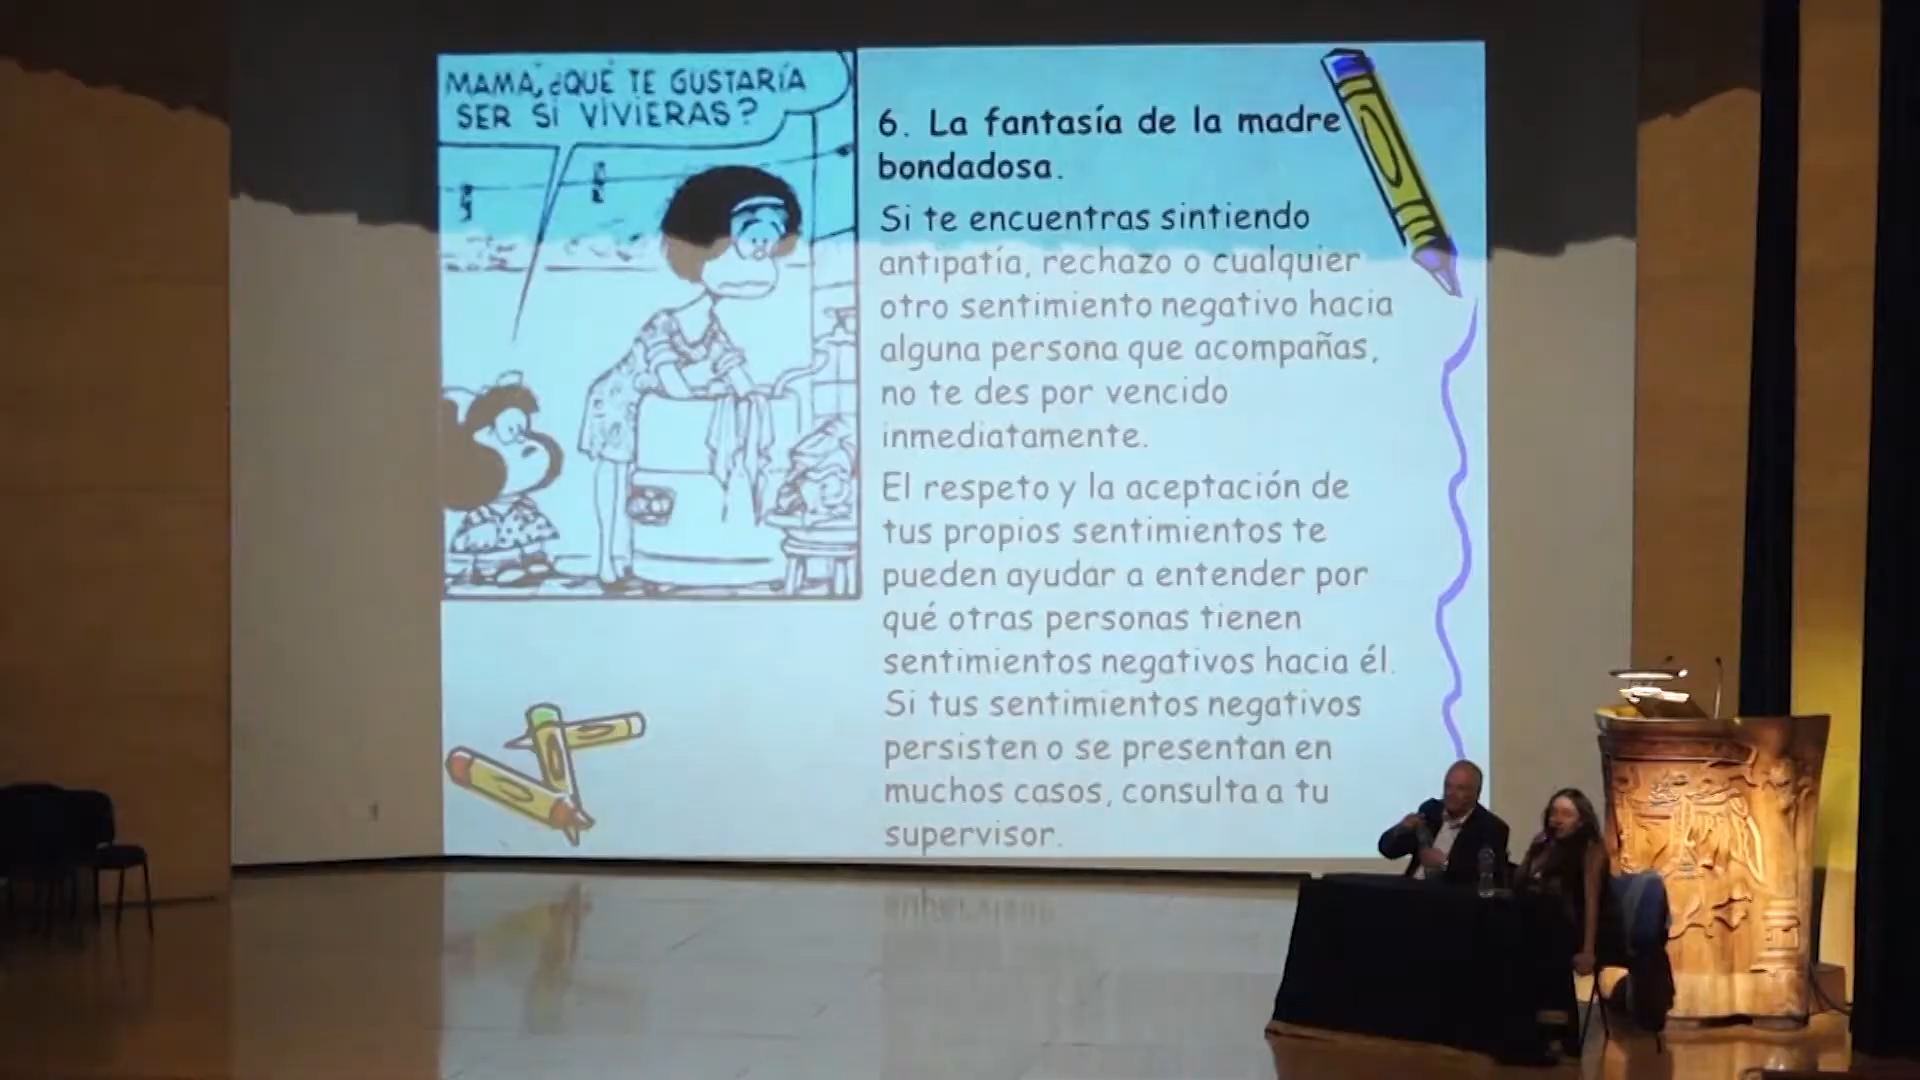 MAMÁ, ¿QUÉ TE GUSTARÍA
SER SI VIVIERAS?
6. La fantasía de la madre
bondadosa.
Si te encuentras sintiendo
antipatía, rechazo o cualquier
otro sentimiento negativo hacia
alguna persona que acompañas,
no te des por vencido
inmediatamente.
El respeto y la aceptación de
tus propios sentimientos te
pueden ayudar a entender por
qué otras personas tienen
sentimientos negativos hacia él.
Si tus sentimientos negativos
persisten o se presentan en
muchos casos, consulta a tu
supervisor.